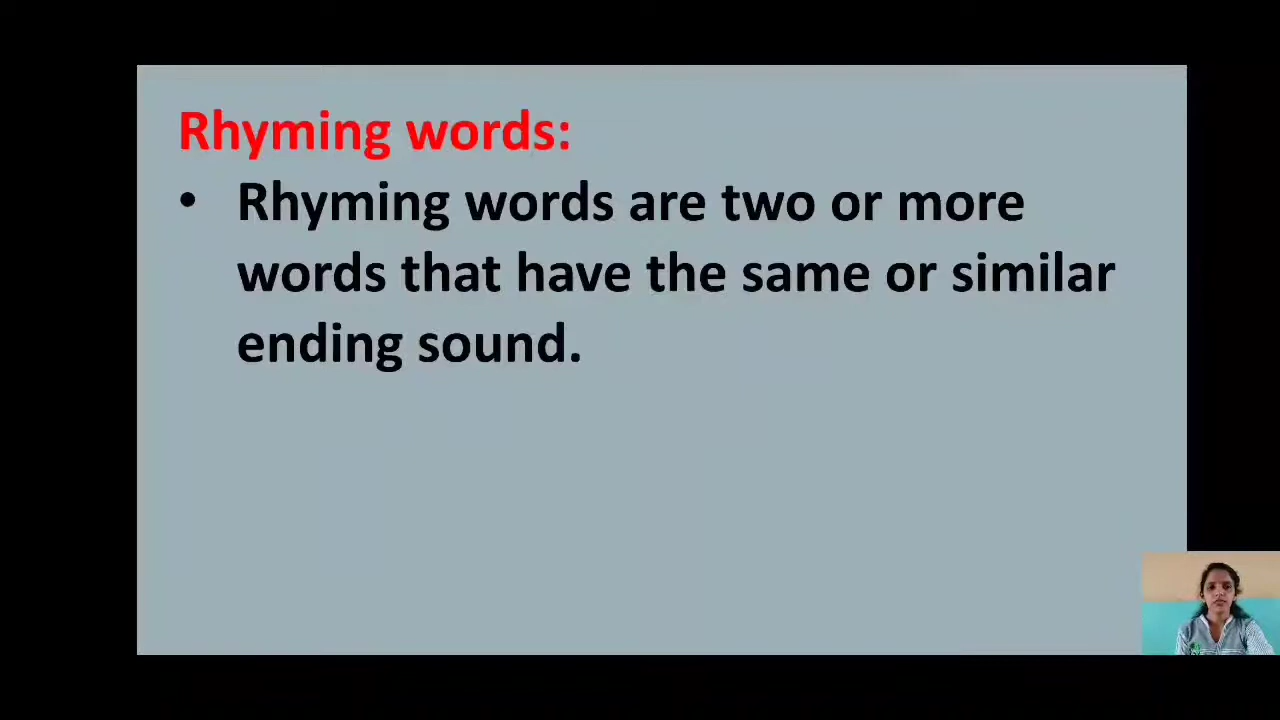 Rhyming words:
• Rhyming words are two or more
words that have the same or similar
ending sound.